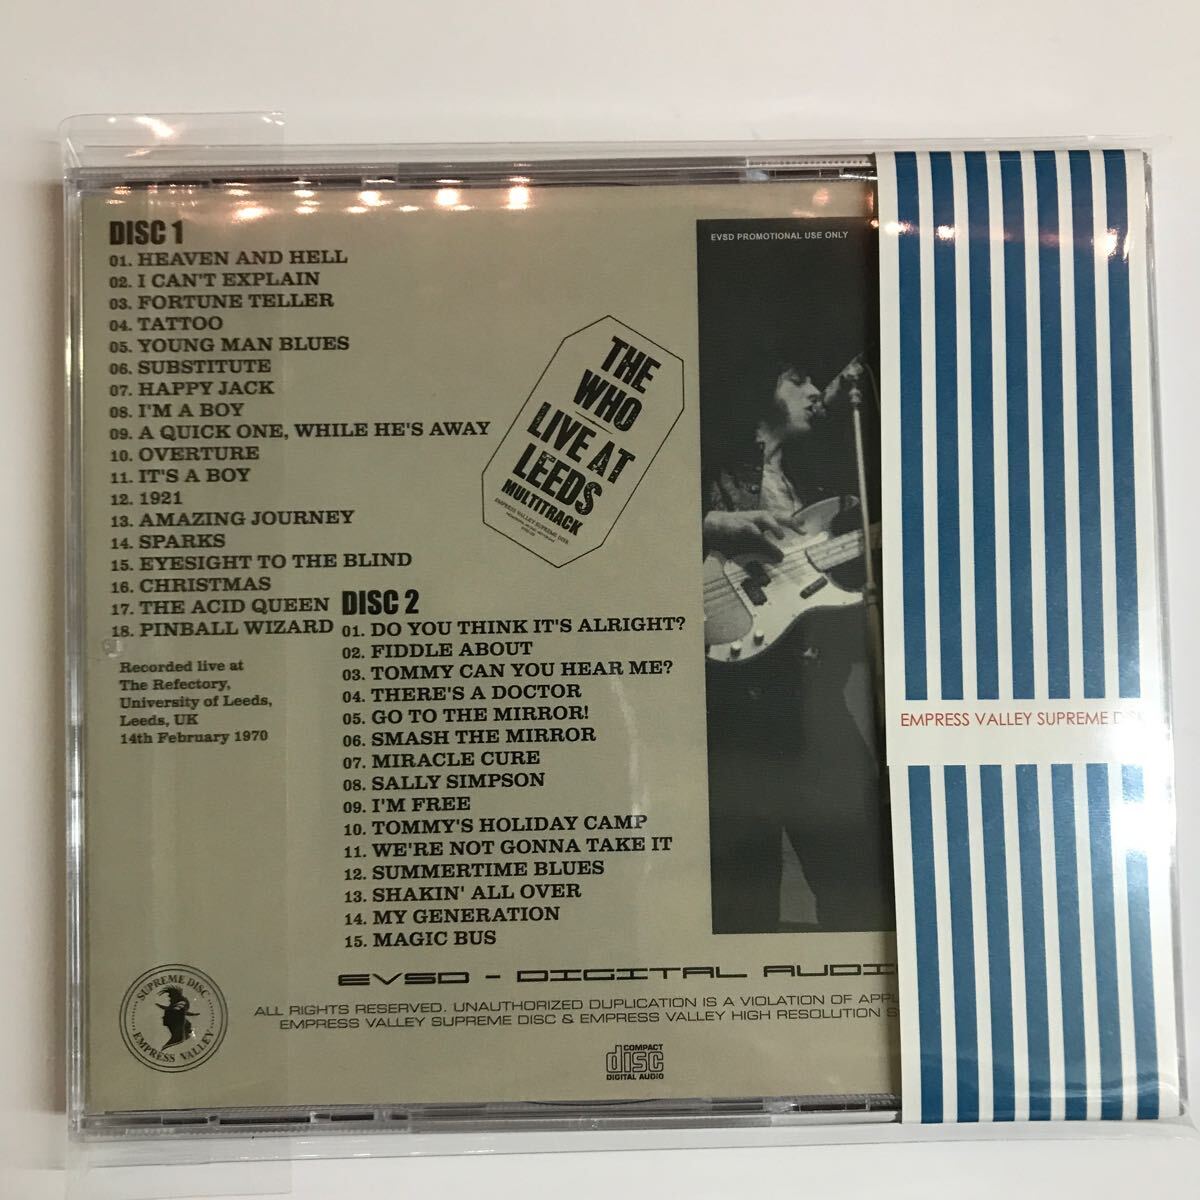 DISC 1
01. HEAVEN AND HELL
02. I CAN'T EXPLAIN
03. FORTUNE TELLER
04. TATTOO
05. YOUNG MAN BLUES
06. SUBSTITUTE
07. HAPPY JACK
08. I'M A BOY
09. A QUICK ONE, WHILE HE'S AWAY
10. OVERTURE
11. IT'S A BOY
12. 1921
13. AMAZING JOURNEY
14. SPARKS
15. EYESIGHT TO THE BLIND
16. CHRISTMAS
17. THE ACID QUEEN
18. PINBALL WIZARD
Recorded live at
The Refectory,
University of Leeds,
Leeds, UK
14th February 1970
DISC 2
01. DO YOU THINK IT'S ALRIGHT?
02. FIDDLE ABOUT
03. TOMMY CAN YOU HEAR ME?
04. THERE'S A DOCTOR
05. GO TO THE MIRROR!
06. SMASH THE MIRROR
07. MIRACLE CURE
08. SALLY SIMPSON
09. I'M FREE
10. TOMMY'S HOLIDAY CAMP
11. WE'RE NOT GONNA TAKE IT
12. SUMMERTIME BLUES
13. SHAKIN' ALL OVER
14. MY GENERATION
15. MAGIC BUS
THE
WHO
LIVE AT
LEEDS
MULTITRACK
EMPRESS VALLEY SUPREME DISK
EVSD PROMOTIONAL USE ONLY
EMPRESS VALLEY SUPREME DISK
EVSD - DIGITAL AUDI
ALL RIGHTS RESERVED. UNAUTHORIZED DUPLICATION IS A VIOLATION OF APPL
EMPRESS VALLEY SUPREME DISC & EMPRESS VALLEY HIGH RESOLUTION S
SUPREME DISC
EMPRESS VALLEY
COMPACT
disc
DIGITAL AUDIO